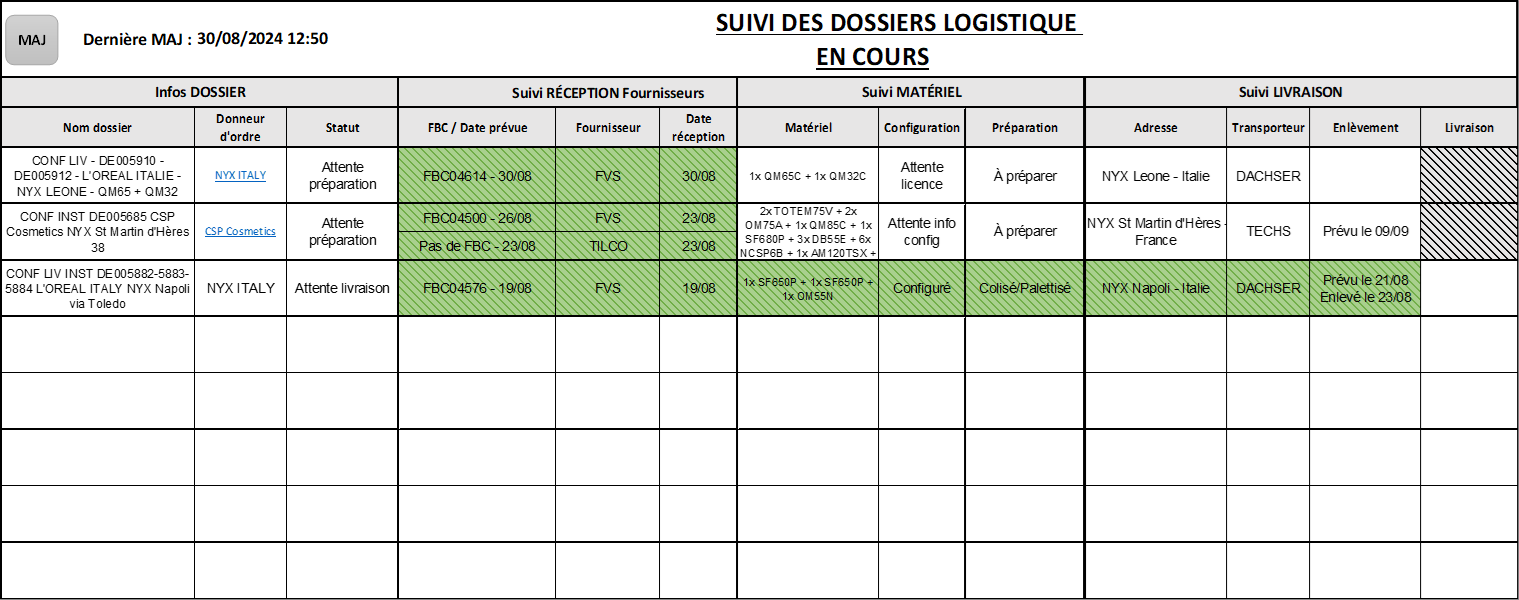 MAJ
Dernière MAJ : 30/08/2024 12:50
SUIVI DES DOSSIERS LOGISTIQUE
EN COURS
Infos DOSSIER
Suivi RÉCEPTION Fournisseurs
Suivi MATÉRIEL
Suivi LIVRAISON
Nom dossier
Donneur
d'ordre
Statut
FBC / Date prévue
Fournisseur
Date
réception
Matériel
Configuration
Préparation
Adresse
Transporteur
Enlèvement
Livraison
CONF LIV - DE005910 -
DE005912 - L'OREAL ITALIE -
NYX LEONE - QM65 + QM32
NYX ITALY
Attente
préparation
FBC04614 - 30/08
FVS
30/08
1x QM65C + 1x QM32C
Attente
licence
À préparer
NYX Leone - Italie
DACHSER
CONF INST DE005685 CSP
Cosmetics NYX St Martin d'Hères
38
CSP Cosmetics
Attente
préparation
FBC04500 - 26/08
FVS
23/08
Pas de FBC - 23/08
TILCO
23/08
2x TOTEM75V + 2x
OM75A + 1x QM85C + 1x
SF680P + 3x DB55E + 6x
NCSP6B + 1x AM120TSX +
Attente info
config
À préparer
NYX St Martin d'Hères -
France
TECHS
Prévu le 09/09
CONF LIV INST DE005882-5883-
5884 L'OREAL ITALY NYX Napoli
via Toledo
NYX ITALY
Attente livraison
FBC04576 - 19/08
FVS
19/08
1x SF650P + 1x SF650P +
1x OM55N
Configuré
Colisé/Palettisé
NYX Napoli - Italie
DACHSER
Prévu le 21/08
Enlevé le 23/08